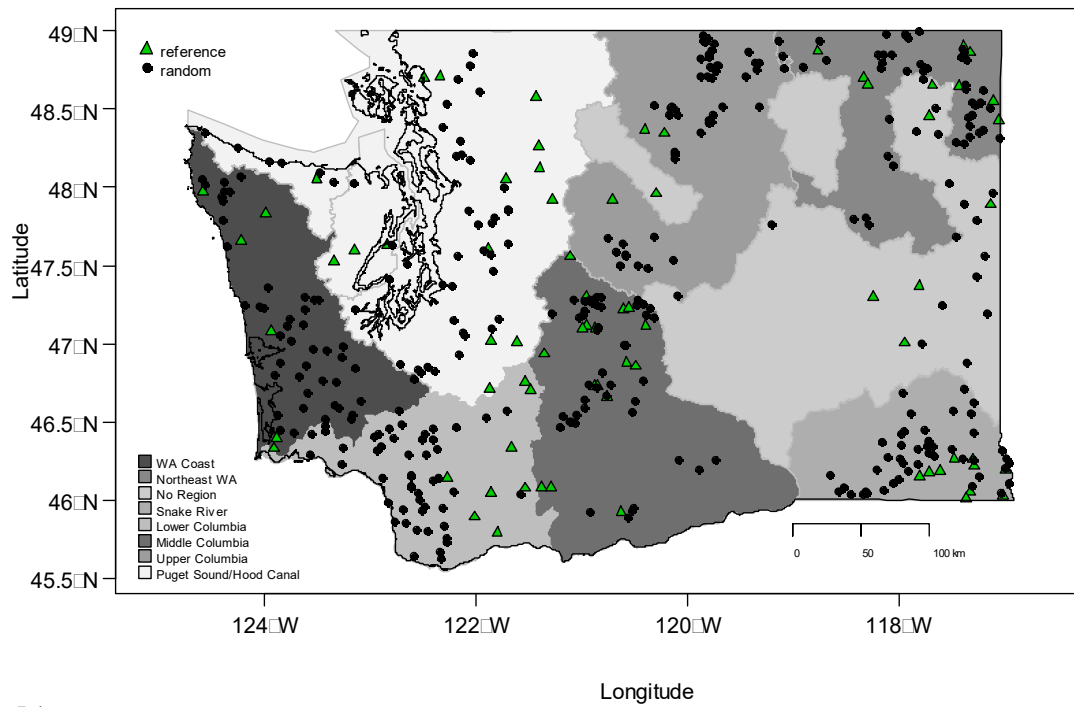 reference
random
49□N
48.5□N
48□N
47.5□N
47□N
46.5□N
46□N
45.5□N
Latitude
WA Coast
Northeast WA
No Region
Snake River
Lower Columbia
Middle Columbia
Upper Columbia
Puget Sound/Hood Canal
0 50 100 km
124□W 122□W 120□W 118□W
Longitude